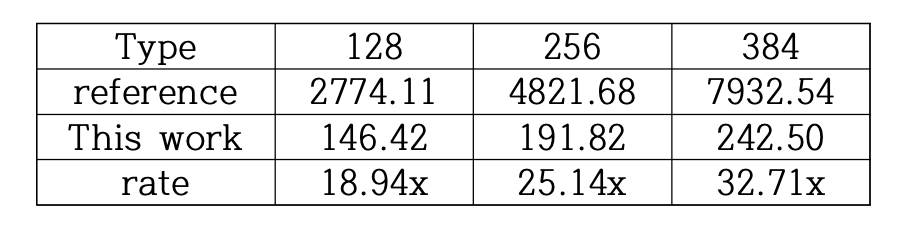 Type 128 256 384
reference 2774.11 4821.68 7932.54
This work 146.42 191.82 242.50
rate 18.94x 25.14x 32.71x